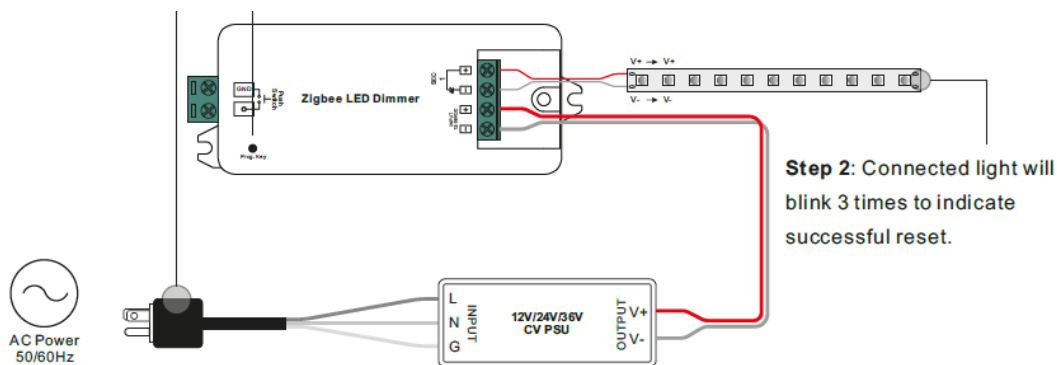 V+ → V+
V- → V-
GND
Push
Switch
Zigbee LED Dimmer
1
Prog. Key
Step 2: Connected light will
blink 3 times to indicate
successful reset.
AC Power
50/60Hz
L
N
G
INPUT
12V/24V/36V
CV PSU
OUTPUT
V+
V-